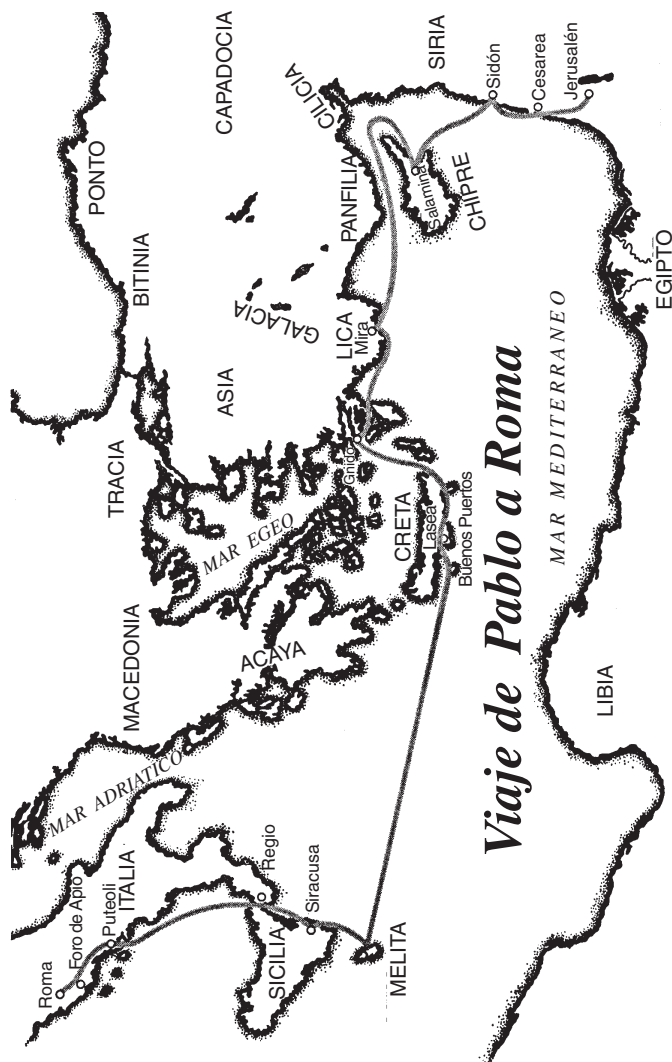 Viaje de Pablo a Roma
MAR MEDITERRANEO
MAR ADRIATICO
MAR EGEO
Roma
Foro de Apio
Puteoli
ITALIA
Regio
SICILIA
Siracusa
MELITA
MACEDONIA
ACAYA
TRACIA
BITINIA
PONTO
ASIA
GALACIA
CAPADOCIA
CILICIA
PANFILIA
LICA
Mira
Gnido
CRETA
Lasea
Buenos Puertos
CHIPRE
Salamina
SIRIA
Sidón
Cesarea
Jerusalén
EGIPTO
LIBIA